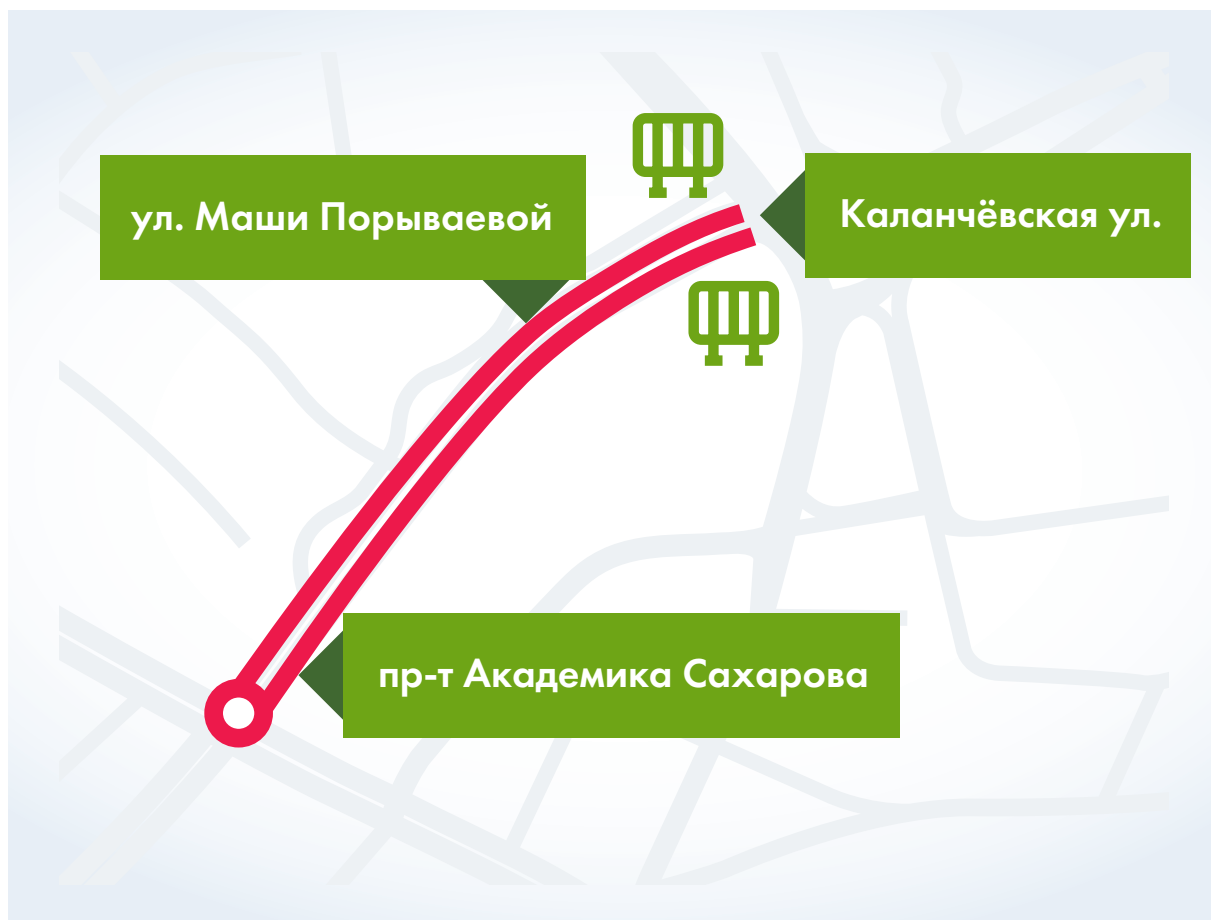 ул. Маши Порываевой
Каланчёвская ул.
пр-т Академика Сахарова